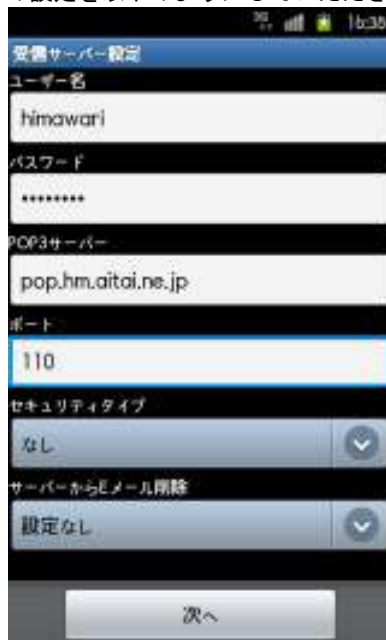 16:38
受信サーバー設定
ユーザー名
himawari
パスワード
••••••••
POP3サーバー
pop.hm.aitai.ne.jp
ポート
110
セキュリティタイプ
なし
サーバーからEメール削除
設定なし
次へ